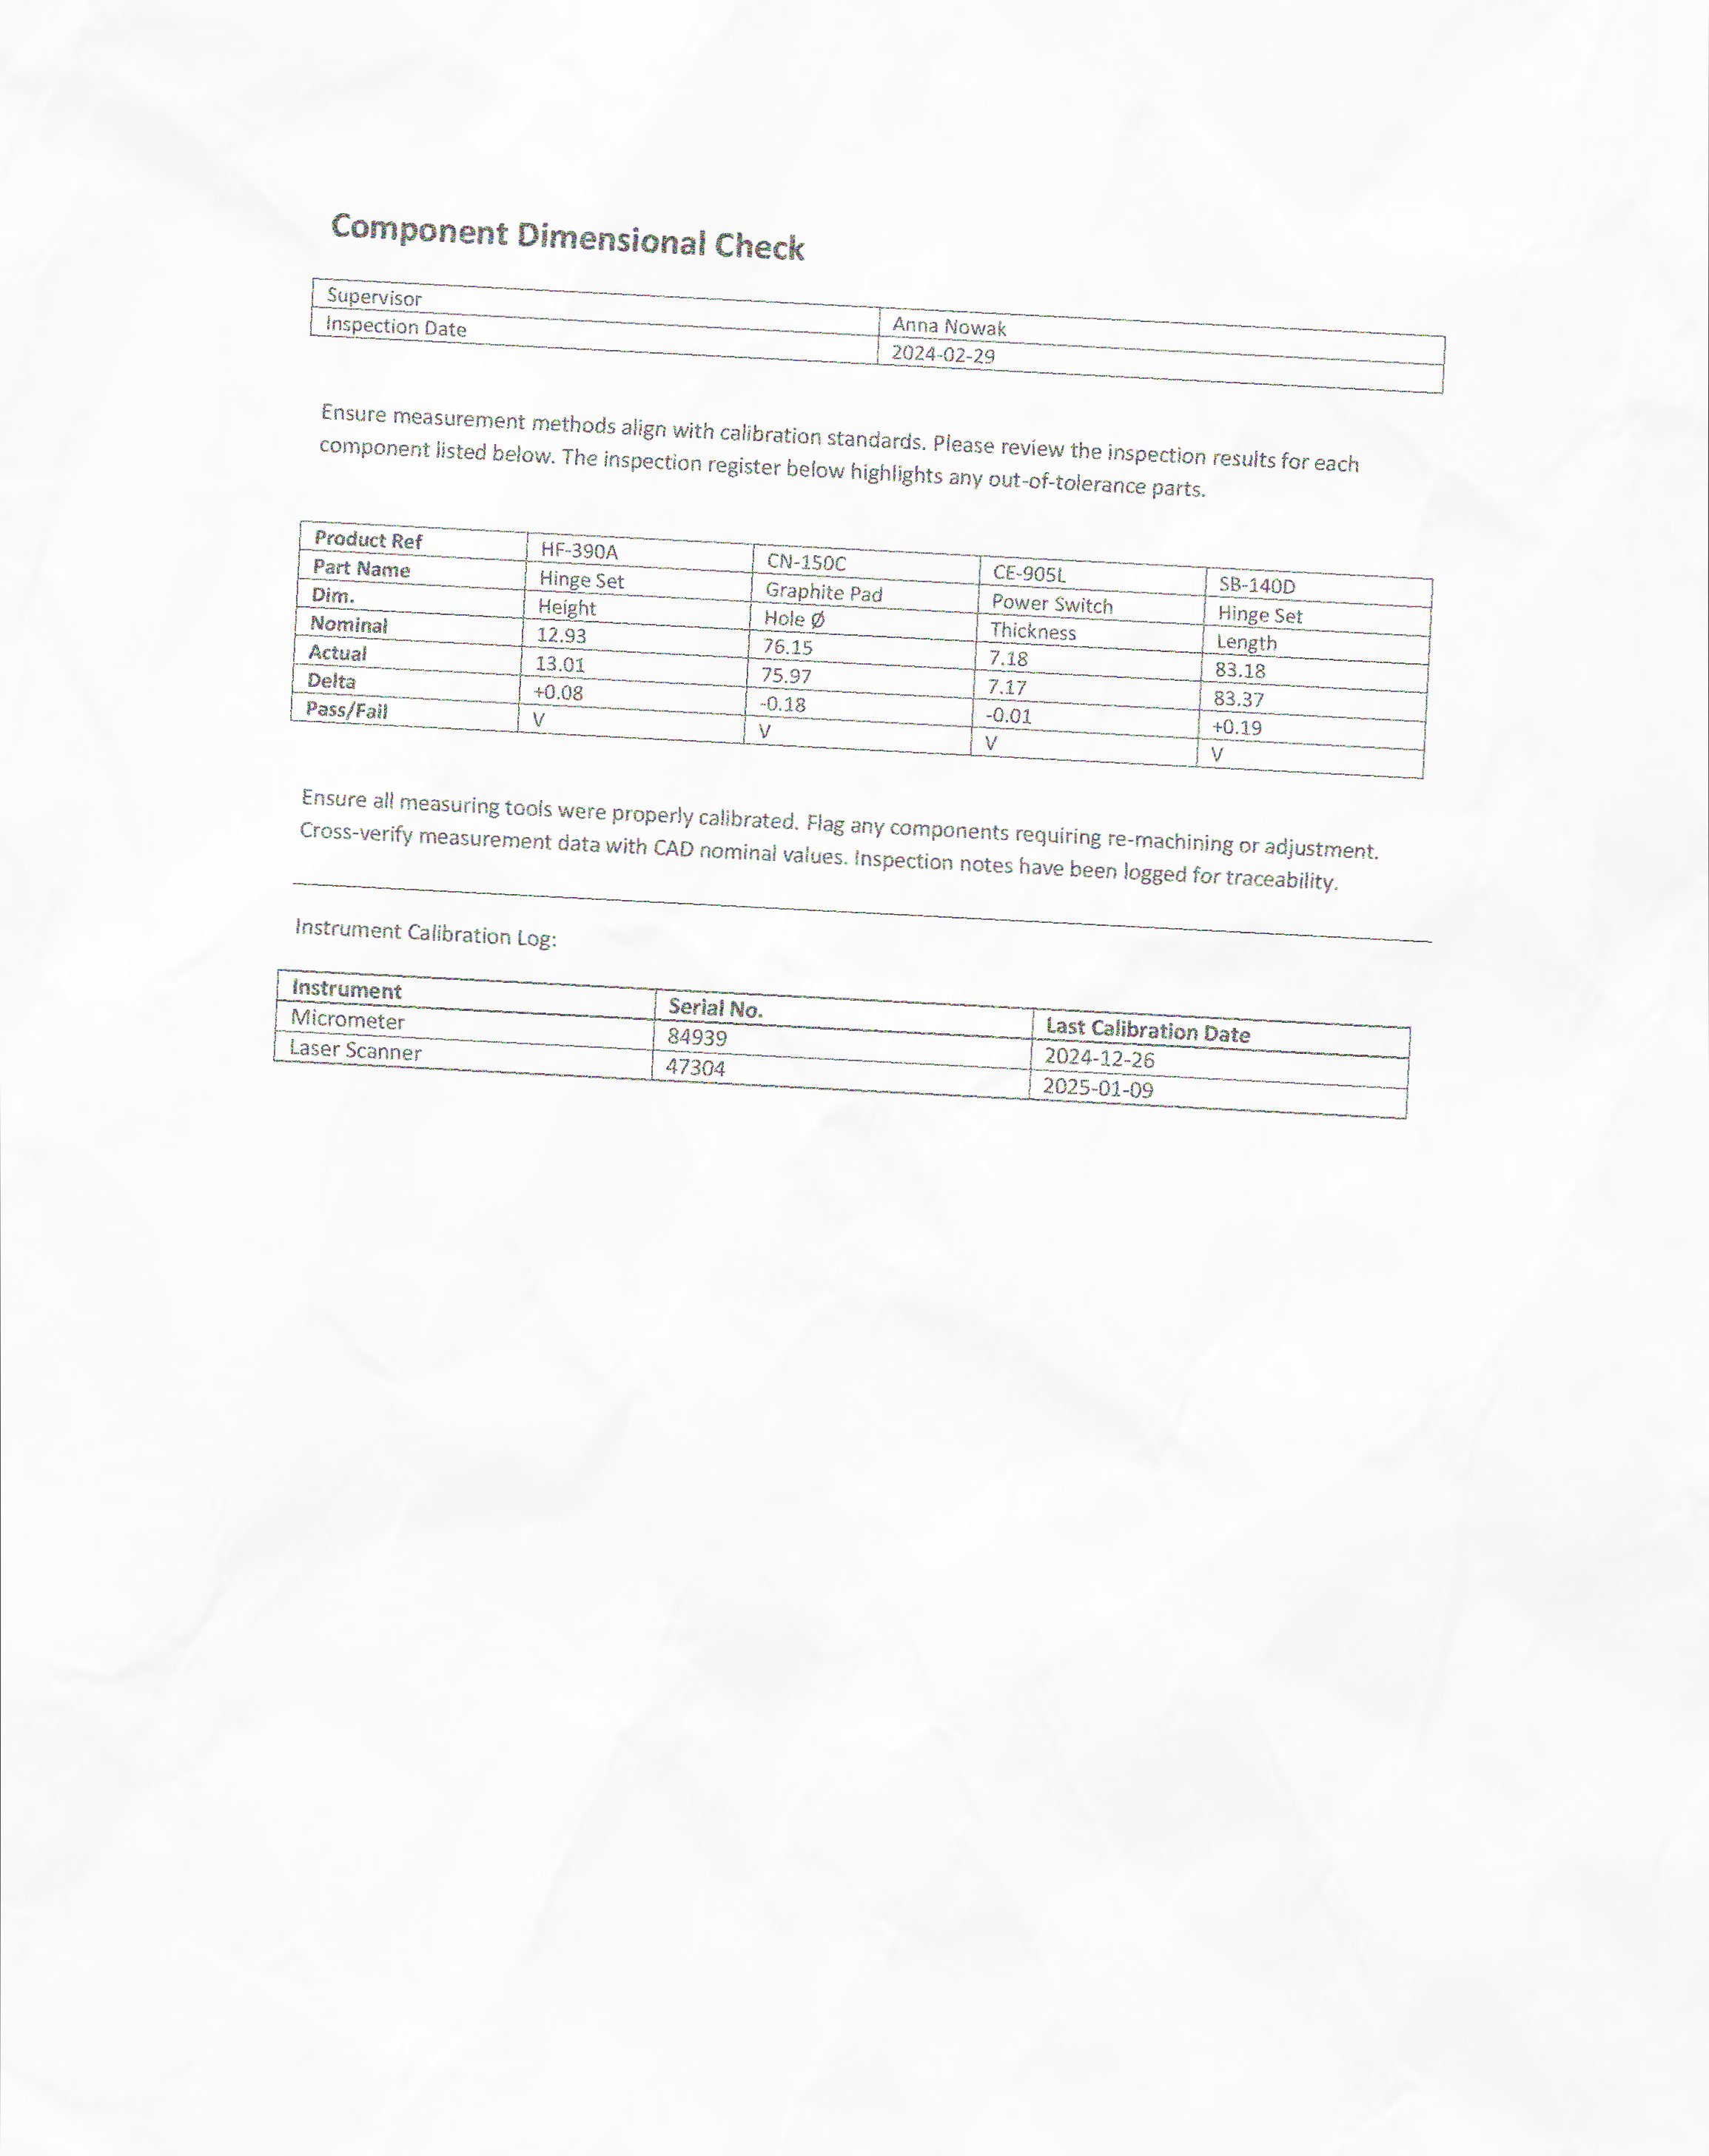 Component Dimensional Check
Supervisor Anna Nowak
Inspection Date 2024-02-29
Ensure measurement methods align with calibration standards. Please review the inspection results for each
component listed below. The inspection register below highlights any out-of-tolerance parts.
Product Ref HF-390A CN-150C CE-905L SB-140D
Part Name Hinge Set Graphite Pad Power Switch Hinge Set
Dim. Height Hole Ø Thickness Length
Nominal 12.93 76.15 7.18 83.18
Actual 13.01 75.97 7.17 83.37
Delta +0.08 -0.18 -0.01 +0.19
Pass/Fail V V V V
Ensure all measuring tools were properly calibrated. Flag any components requiring re-machining or adjustment.
Cross-verify measurement data with CAD nominal values. Inspection notes have been logged for traceability.
Instrument Calibration Log:
Instrument Serial No. Last Calibration Date
Micrometer 84939 2024-12-26
Laser Scanner 47304 2025-01-09